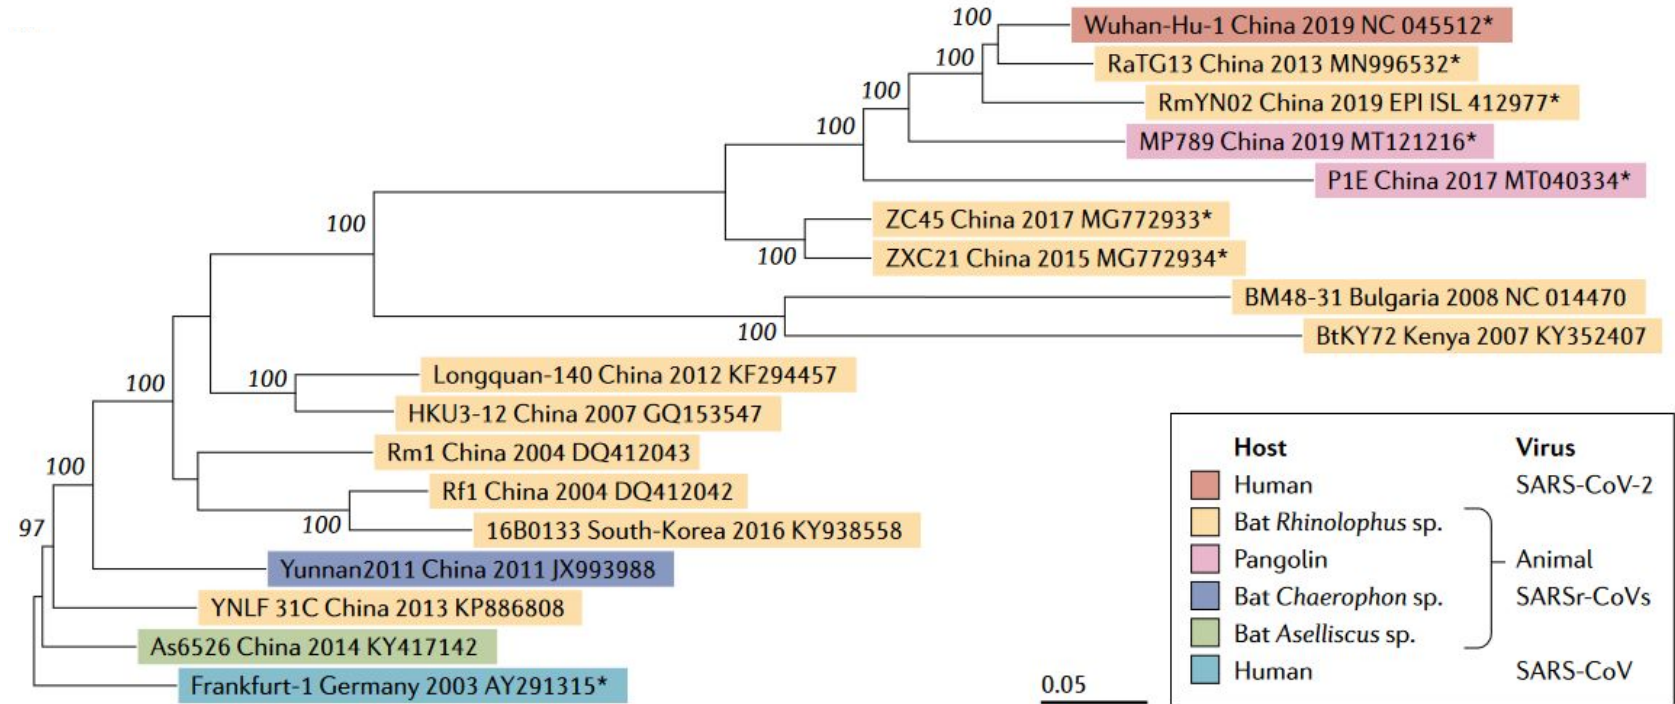 100
Wuhan-Hu-1 China 2019 NC 045512*
100
RaTG13 China 2013 MN996532*
100
RmYN02 China 2019 EPI ISL 412977*
100
MP789 China 2019 MT121216*
P1E China 2017 MT040334*
100
ZC45 China 2017 MG772933*
100
ZXC21 China 2015 MG772934*
BM48-31 Bulgaria 2008 NC 014470
100
BtKY72 Kenya 2007 KY352407
100
100
Longquan-140 China 2012 KF294457
HKU3-12 China 2007 GQ153547
Rm1 China 2004 DQ412043
100
Rf1 China 2004 DQ412042
100
16B0133 South-Korea 2016 KY938558
97
Yunnan2011 China 2011 JX993988
YNLF 31C China 2013 KP886808
As6526 China 2014 KY417142
Frankfurt-1 Germany 2003 AY291315*
0.05
Host Virus
Human SARS-CoV-2
Bat Rhinolophus sp.
Pangolin Animal
Bat Chaerophon sp. SARSr-CoVs
Bat Aselliscus sp.
Human SARS-CoV